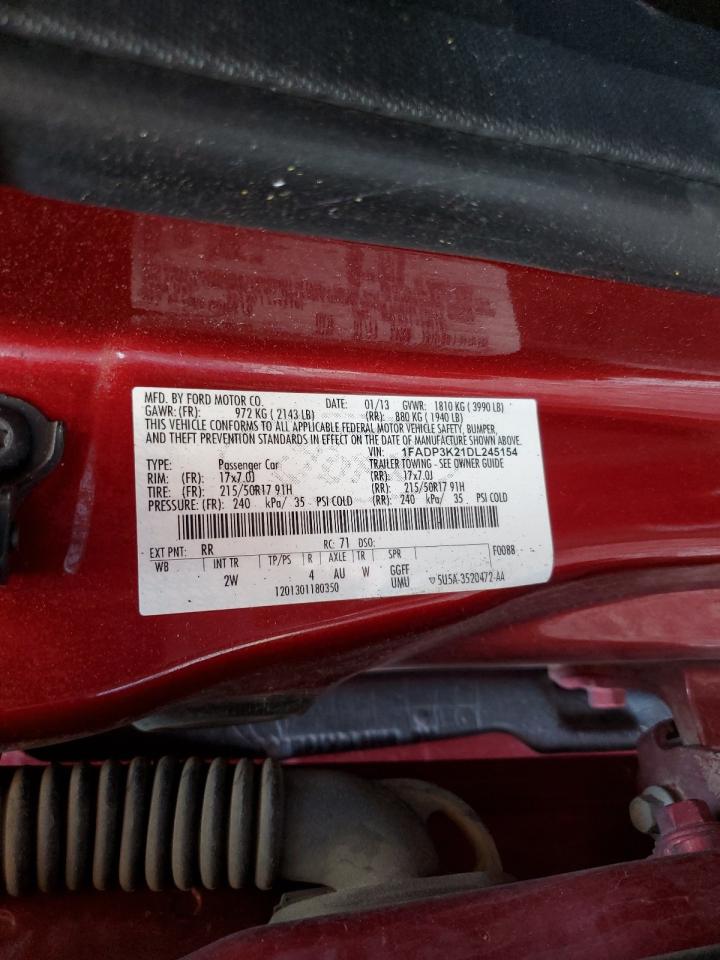 MFD. BY FORD MOTOR CO.
DATE: 01/13 GVWR: 1810 KG ( 3990 LB)
GAWR: (FR): 972 KG ( 2143 LB) (RR): 880 KG ( 1940 LB)
THIS VEHICLE CONFORMS TO ALL APPLICABLE FEDERAL MOTOR VEHICLE SAFETY, BUMPER,
AND THEFT PREVENTION STANDARDS IN EFFECT ON THE DATE OF MANUFACTURE SHOWN ABOVE.
VIN: 1FADP3K21DL245154
TYPE: Passenger Car TRAILER TOWING - SEE OWNER GUIDE
RIM: (FR): 17x7.0J (RR): 17x7.0J
TIRE: (FR): 215/50R17 91H (RR): 215/50R17 91H
PRESSURE: (FR): 240 kPa/ 35 PSI COLD (RR): 240 kPa/ 35 PSI COLD
EXT PNT: RR RC: 71 DSO: F0088
WB INT TR TP/PS R AXLE TR SPR
2W 4 AU W GGFF
UMU
1201301180350 ▽5U5A-3520472-AA